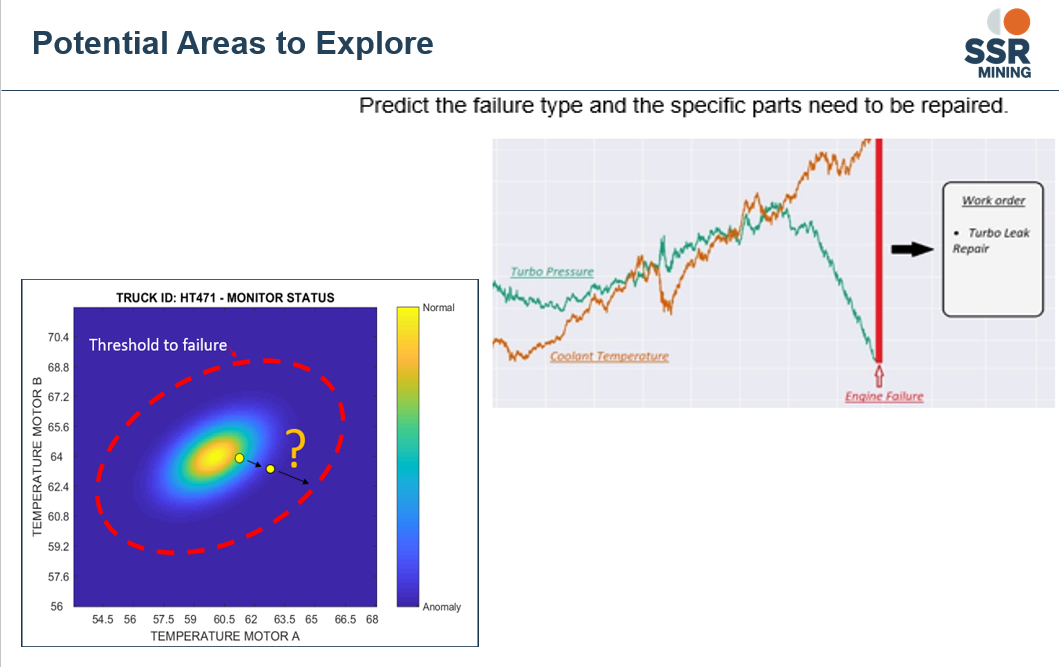 Potential Areas to Explore
SSR
MINING
Predict the failure type and the specific parts need to be repaired.
Turbo Pressure
Coolant Temperature
Engine Failure
Work order
• Turbo Leak
Repair
TRUCK ID: HT471 - MONITOR STATUS
Threshold to failure
?
TEMPERATURE MOTOR B
70.4
68.8
67.2
65.6
64
62.4
60.8
59.2
57.6
56
54.5 56 57.5 59 60.5 62 63.5 65 66.5 68
TEMPERATURE MOTOR A
Normal
Anomaly